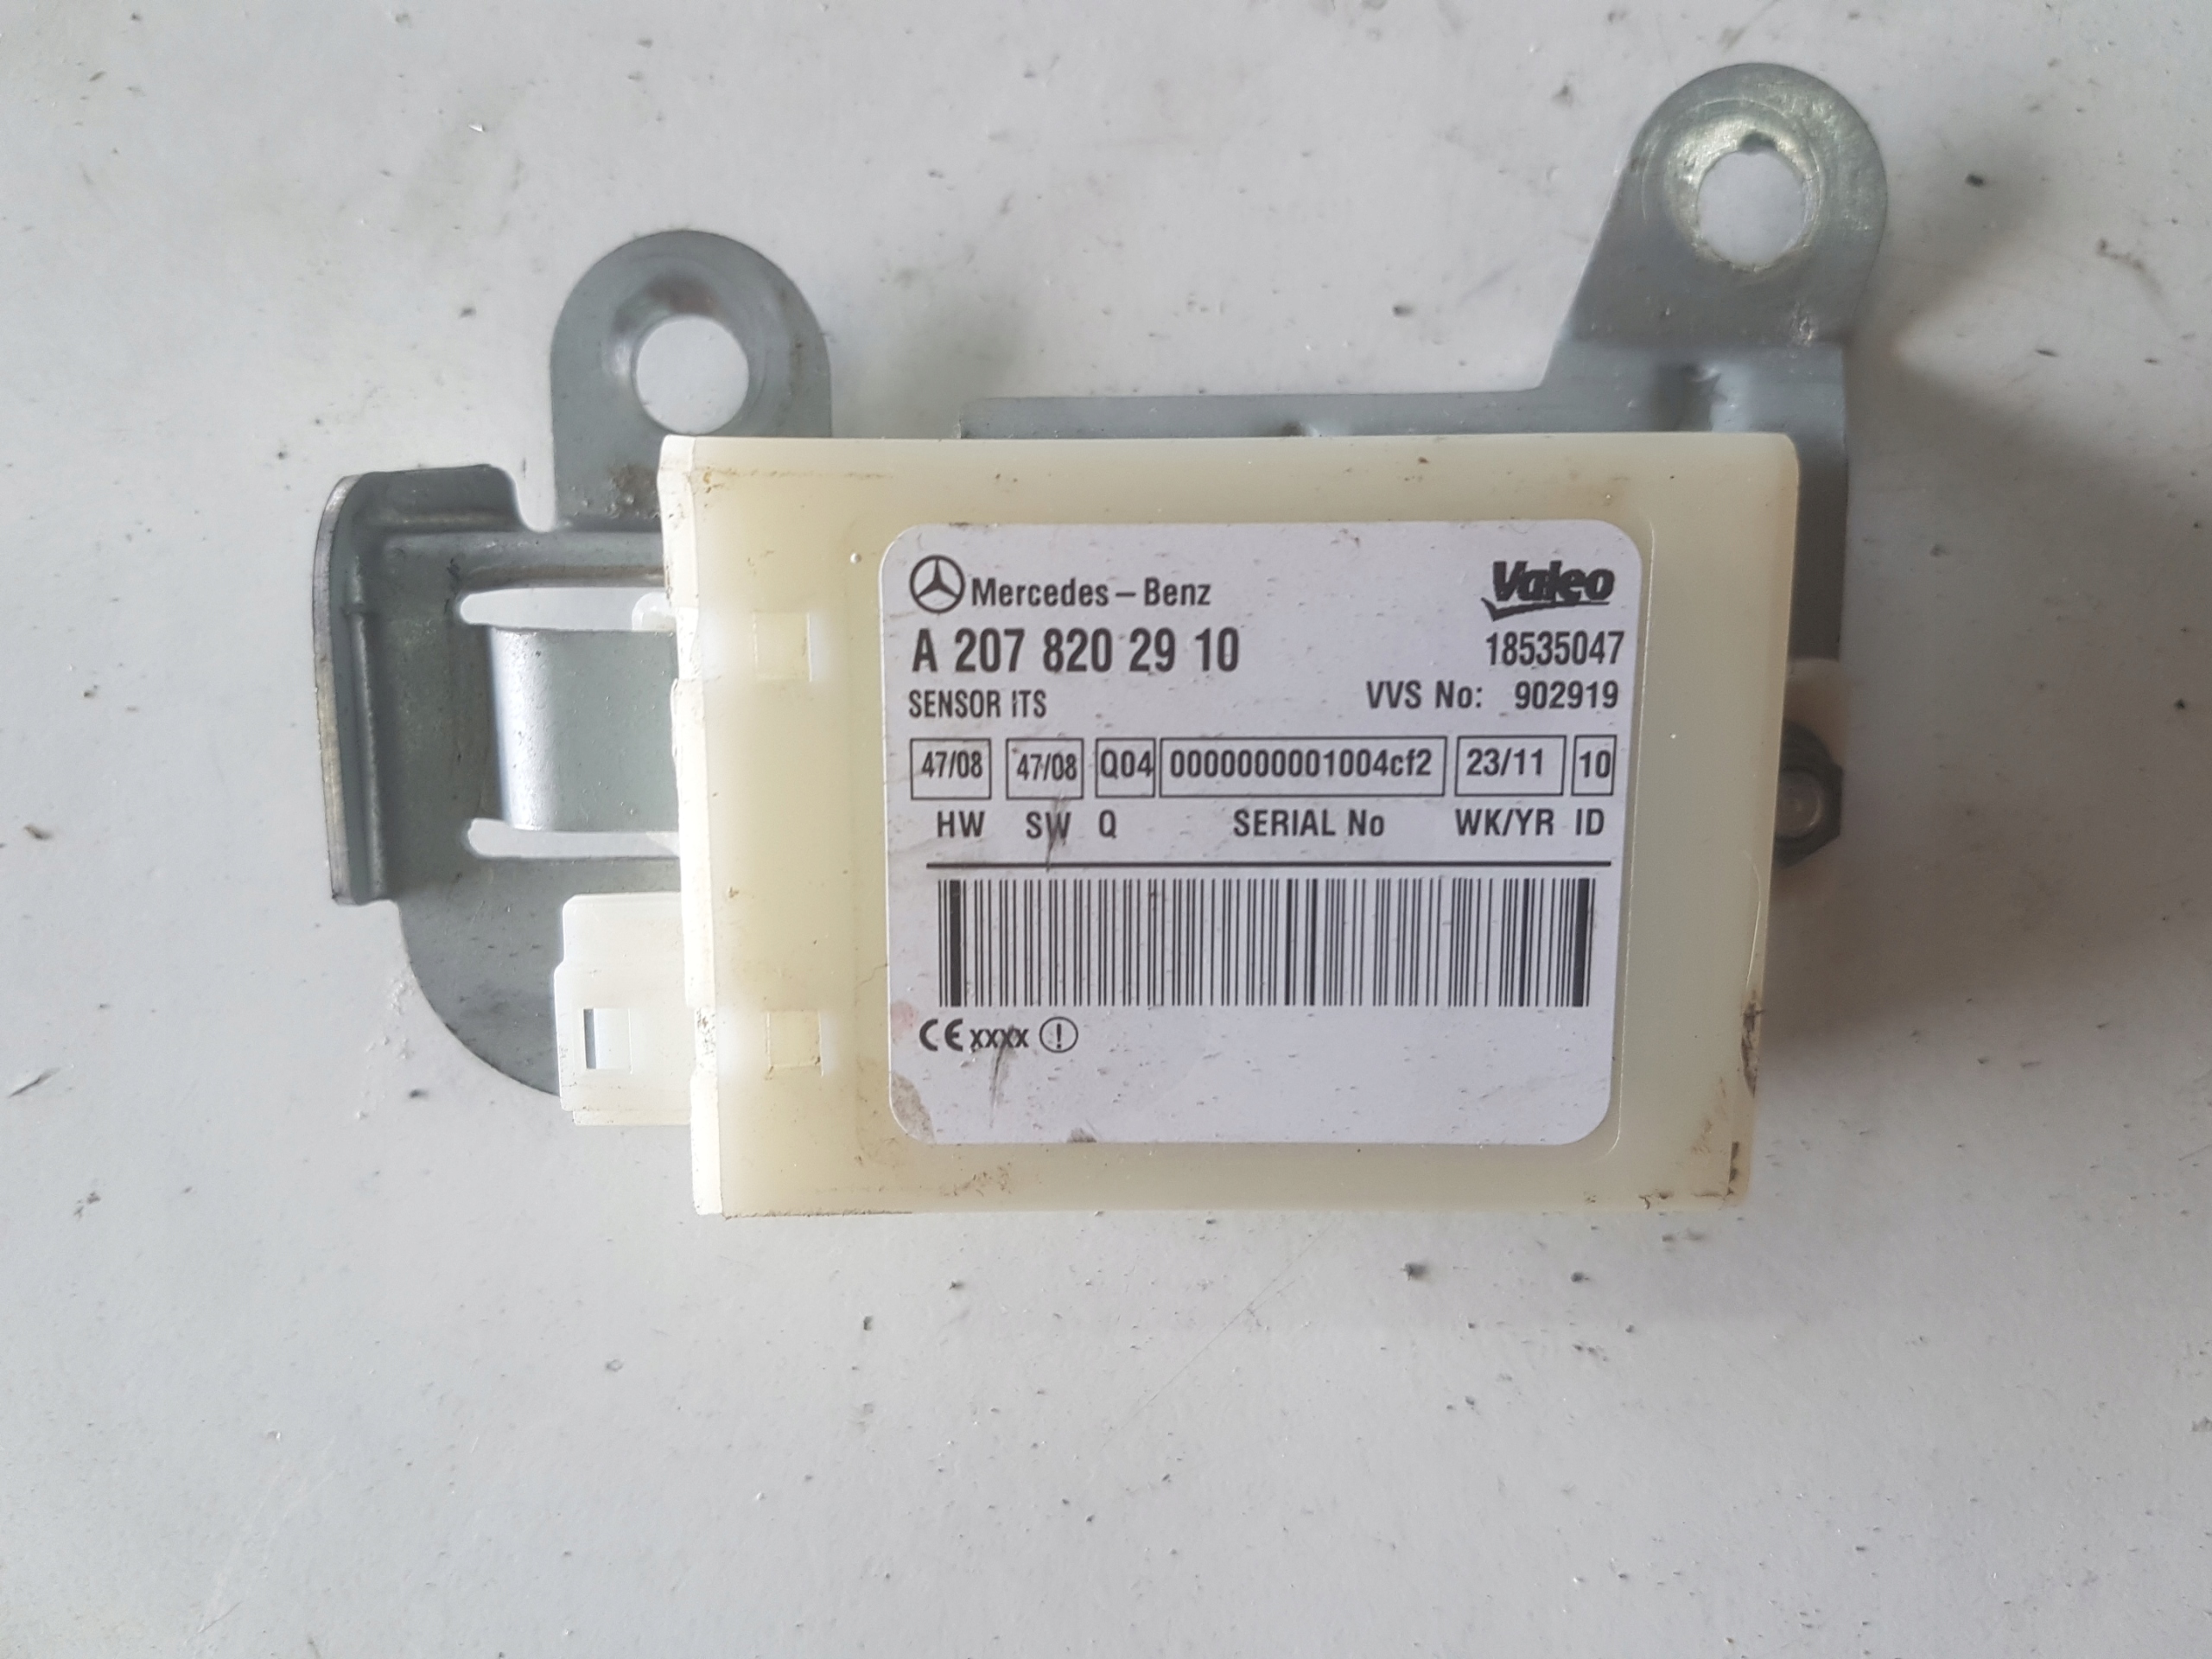 Mercedes-Benz
Valeo
A 207 820 29 10
18535047
SENSOR ITS
VVS No: 902919
47/08 47/08 Q04 0000000001004cf2 23/11 10
HW SW Q SERIAL No WK/YR ID
CE xxxx !